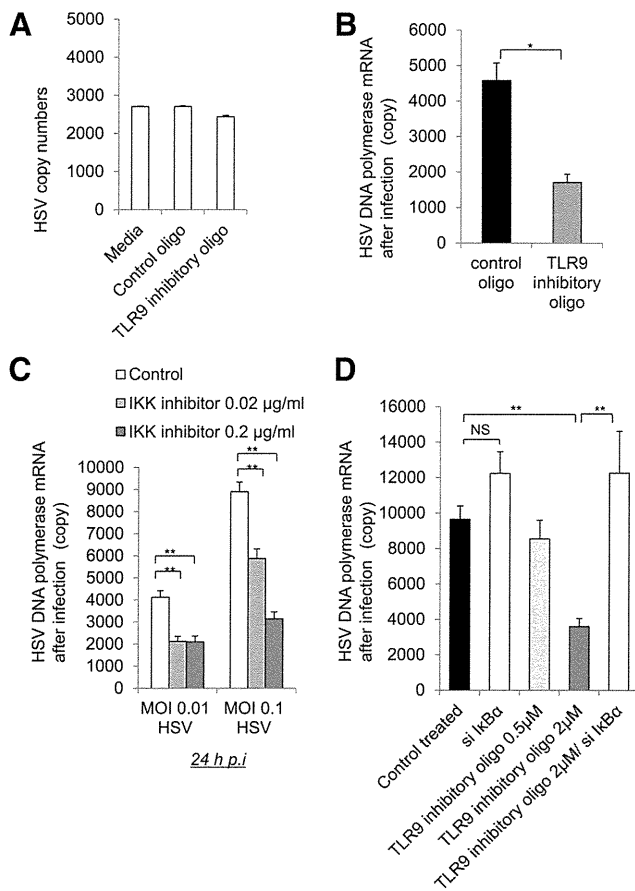 A
HSV copy numbers
5000
4000
3000
2000
1000
0
Media
Control oligo
TLR9 inhibitory oligo
B
HSV DNA polymerase mRNA
after infection (copy)
6000
5000
4000
3000
2000
1000
0
*
control
oligo
TLR9
inhibitory
oligo
C
Control
IKK inhibitor 0.02 µg/ml
IKK inhibitor 0.2 µg/ml
HSV DNA polymerase mRNA
after infection (copy)
10000
9000
8000
7000
6000
5000
4000
3000
2000
1000
0
**
**
**
**
MOI 0.01
HSV
MOI 0.1
HSV
24 h p.i
D
HSV DNA polymerase mRNA
after infection (copy)
16000
14000
12000
10000
8000
6000
4000
2000
0
**
**
NS
Control treated
si IκBα
TLR9 inhibitory oligo 0.5µM
TLR9 inhibitory oligo 2µM
TLR9 inhibitory oligo 2µM/ si IκBα